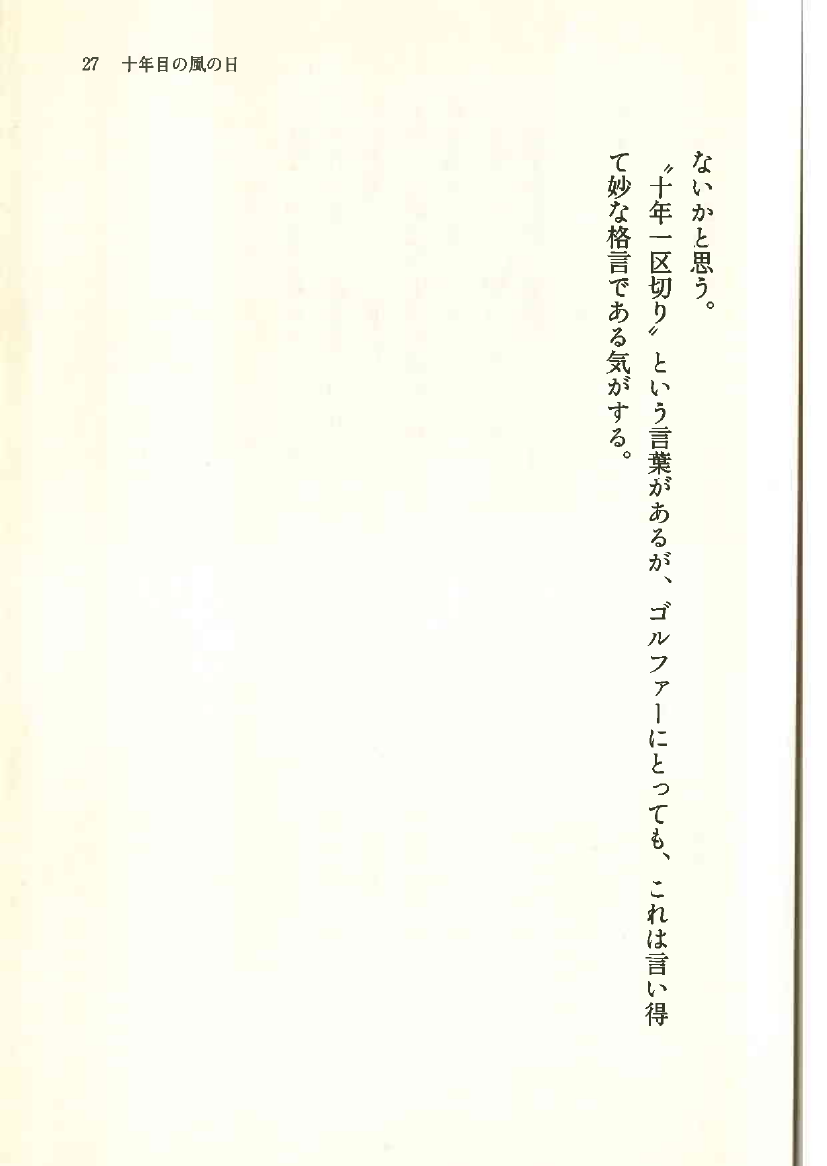 27 十年目の風の日
ないかと思う。
〝十年一区切り〟という言葉があるが、ゴルファーにとっても、これは言い得
て妙な格言である気がする。